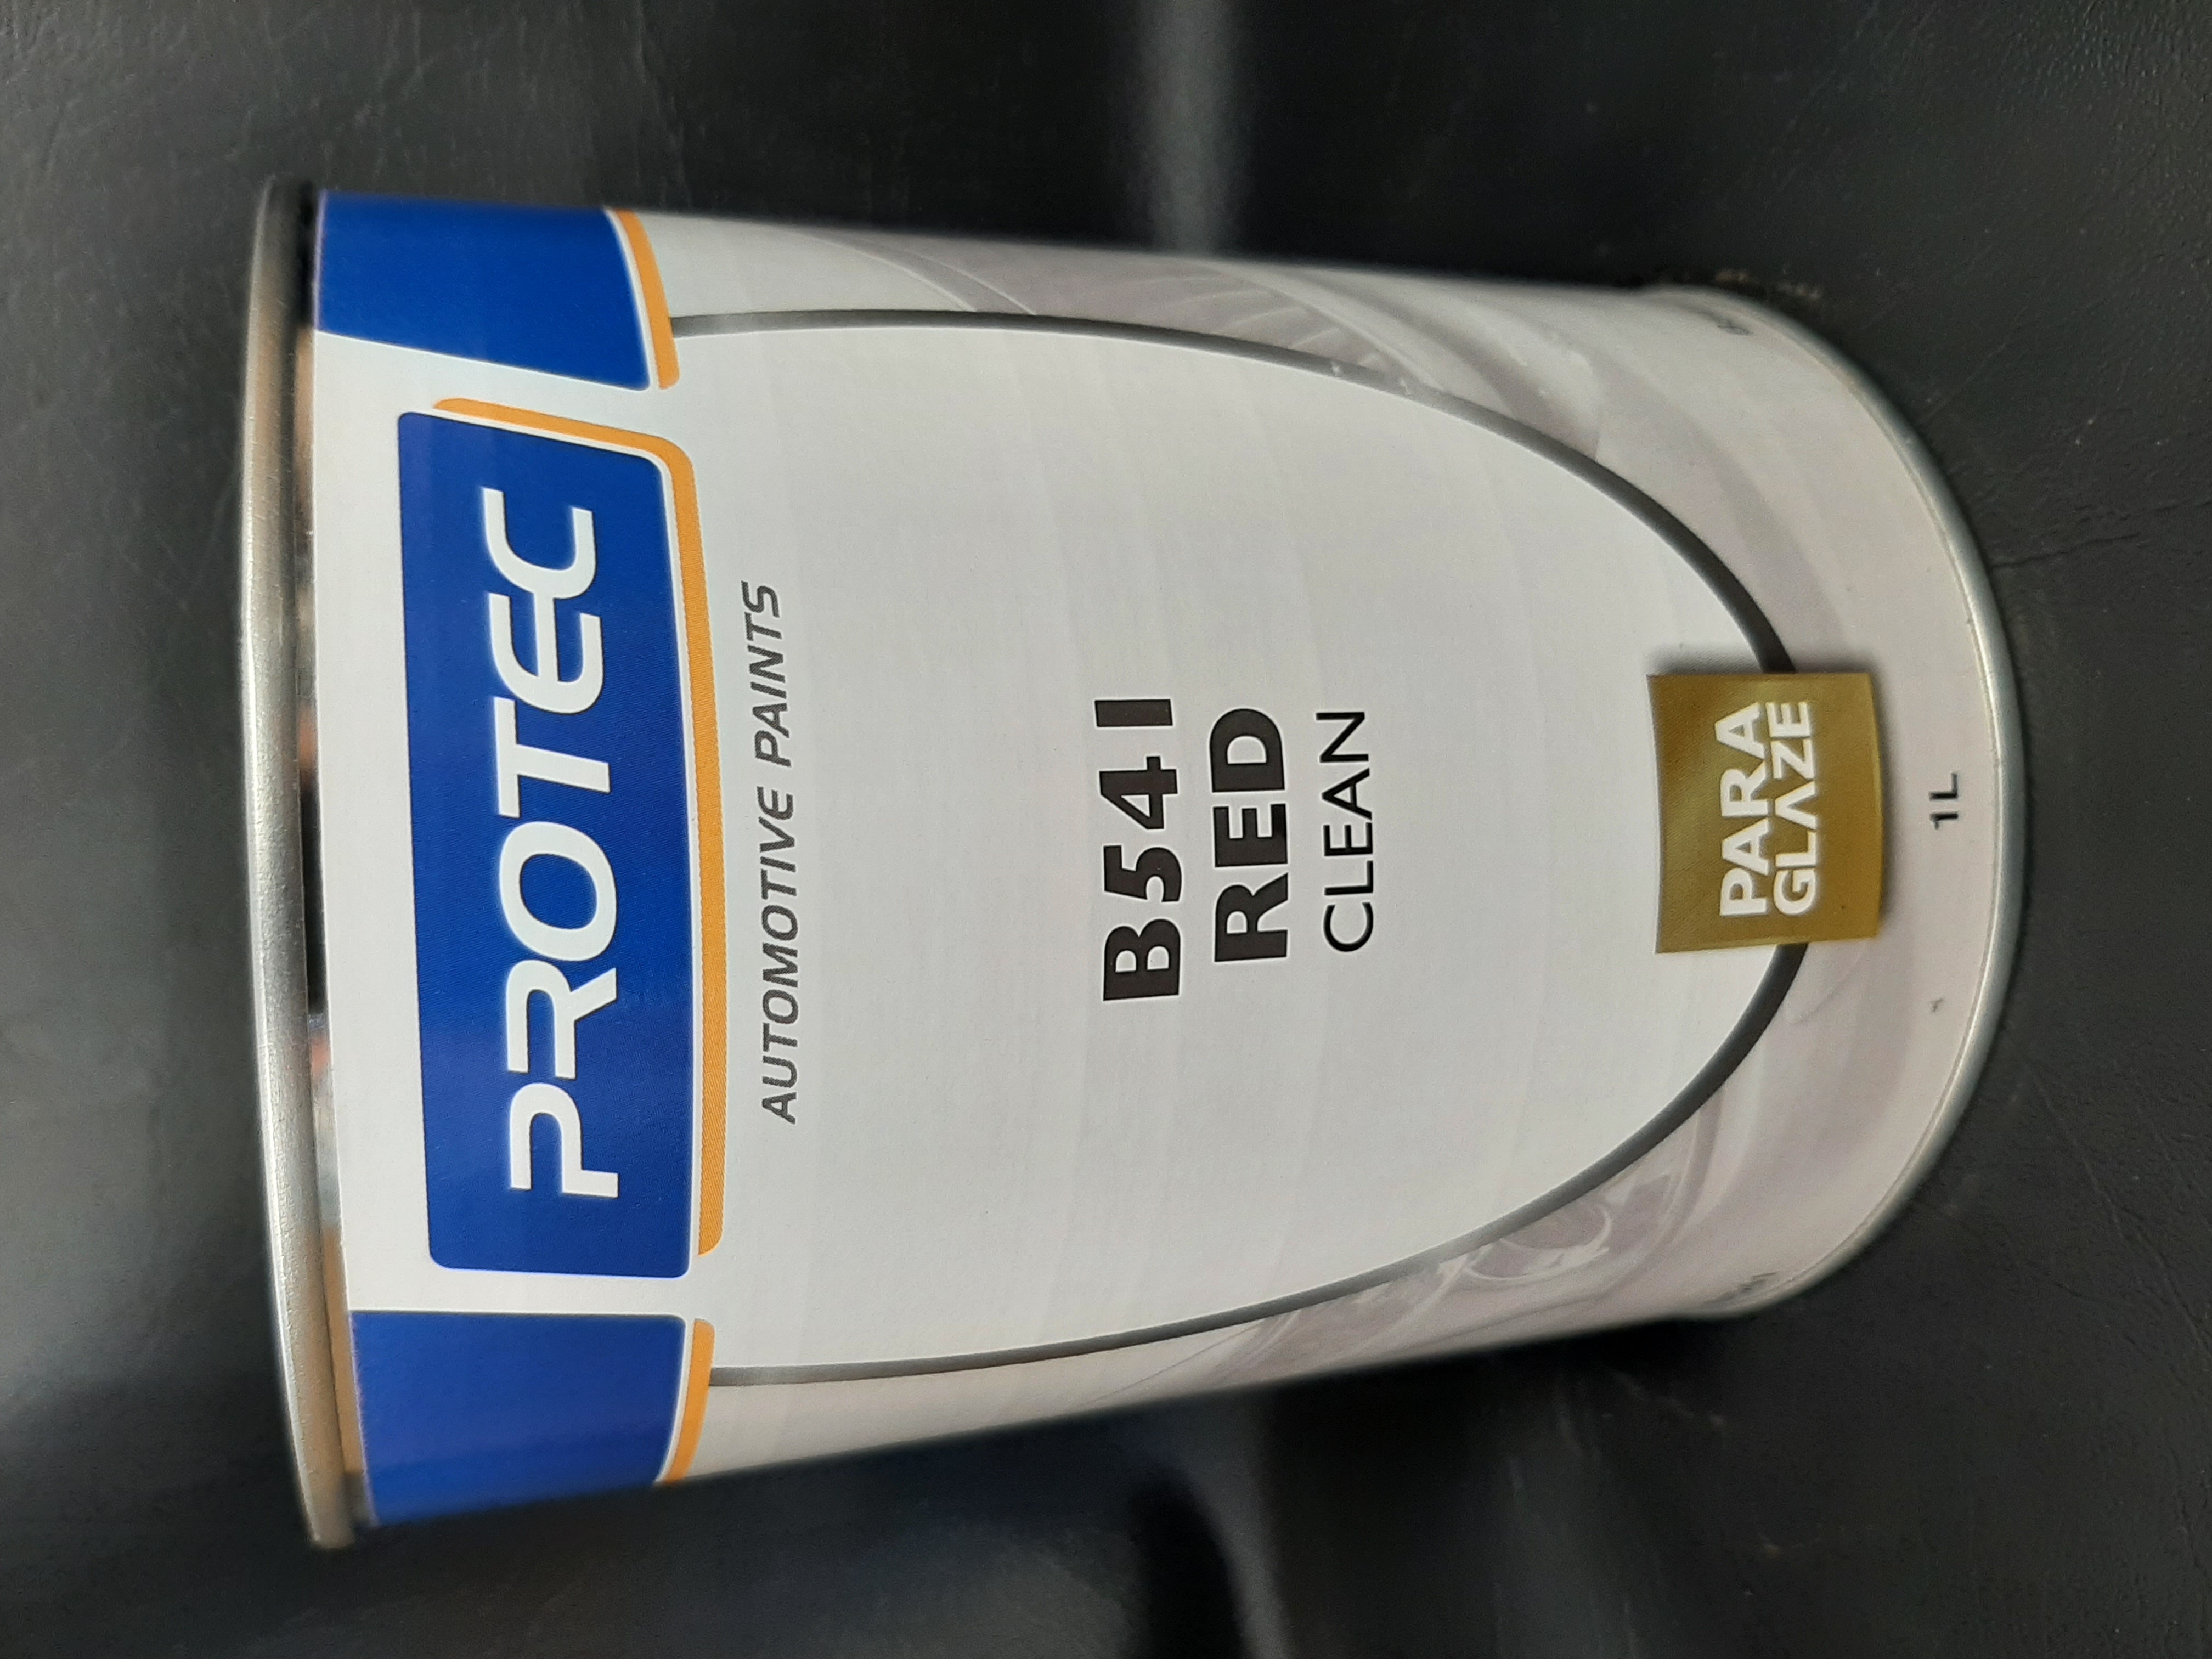 PROTEC
AUTOMOTIVE PAINTS
B541
RED
CLEAN
PARA
GLAZE
1L